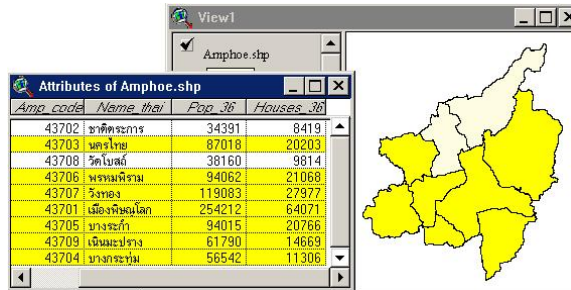 View1
Amphoe.shp
Attributes of Amphoe.shp
Amp_code Name_thai Pop_36 Houses_36
43702 ชาติตระการ 34391 8419
43703 นครไทย 87018 20203
43708 วัดโบสถ์ 38160 9814
43706 พรหมพิราม 94062 21068
43707 วังทอง 119083 27977
43701 เมืองพิษณุโลก 254212 64071
43705 บางระกำ 94015 20766
43709 เนินมะปราง 61790 14669
43704 บางกระทุ่ม 56542 11306